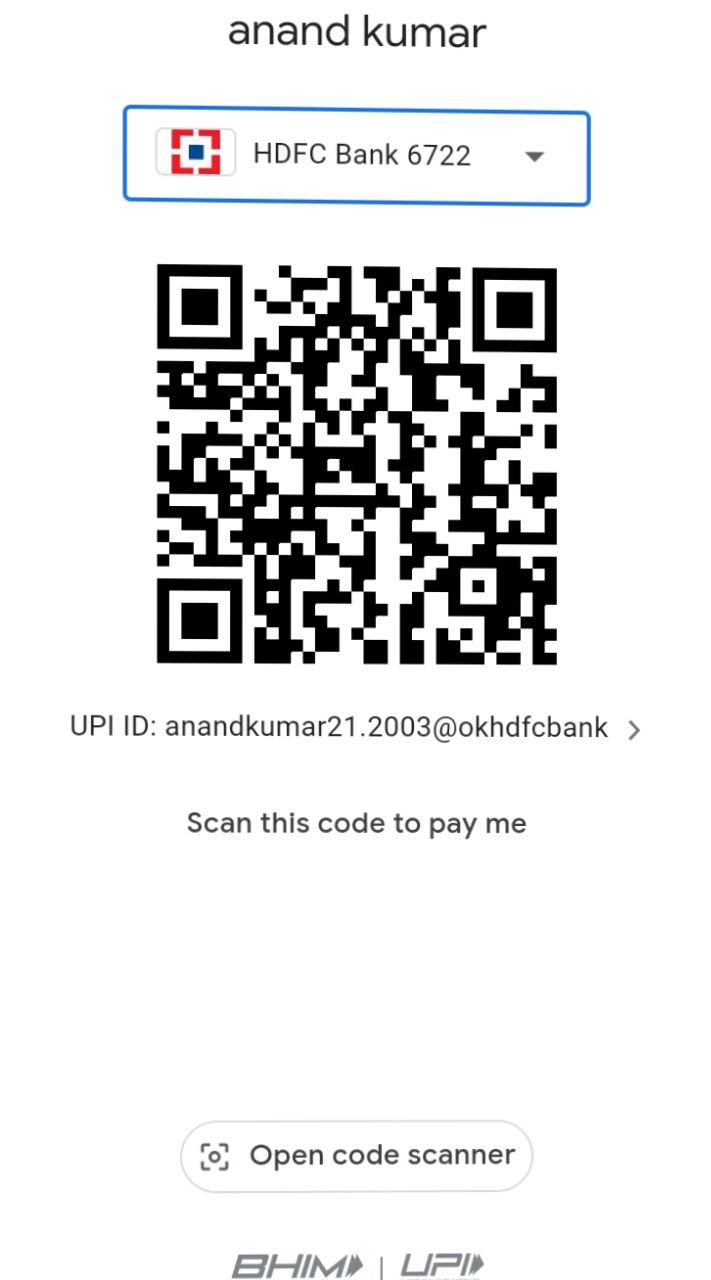 anand kumar
HDFC Bank 6722
UPI ID: anandkumar21.2003@okhdfcbank
Scan this code to pay me
Open code scanner
BHIM | UPI